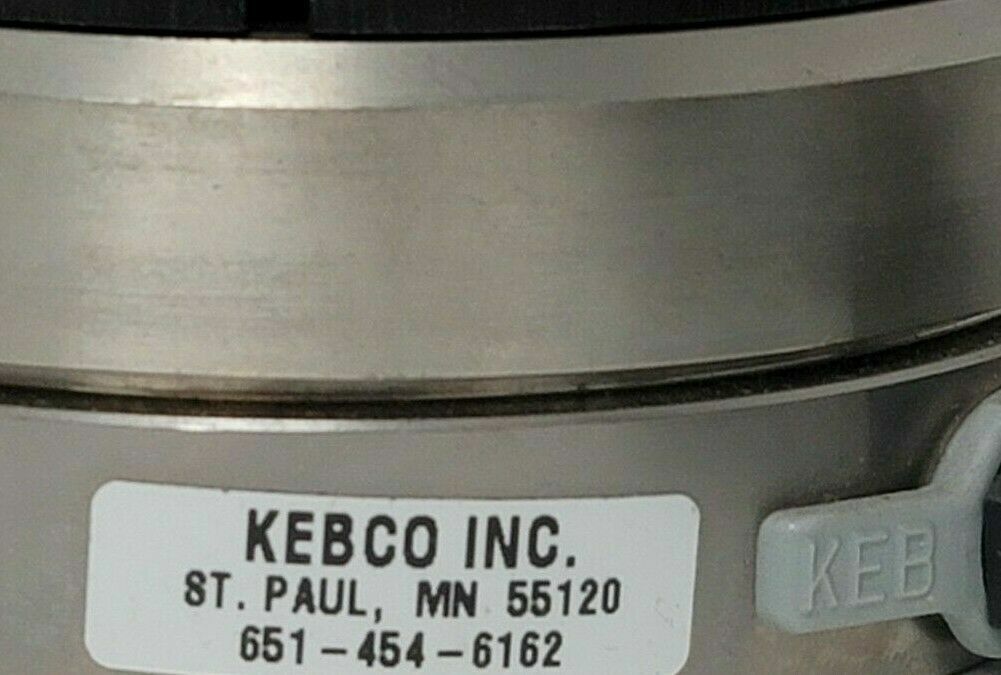 KEBCO INC.
ST. PAUL, MN 55120
651-454-6162
KEB